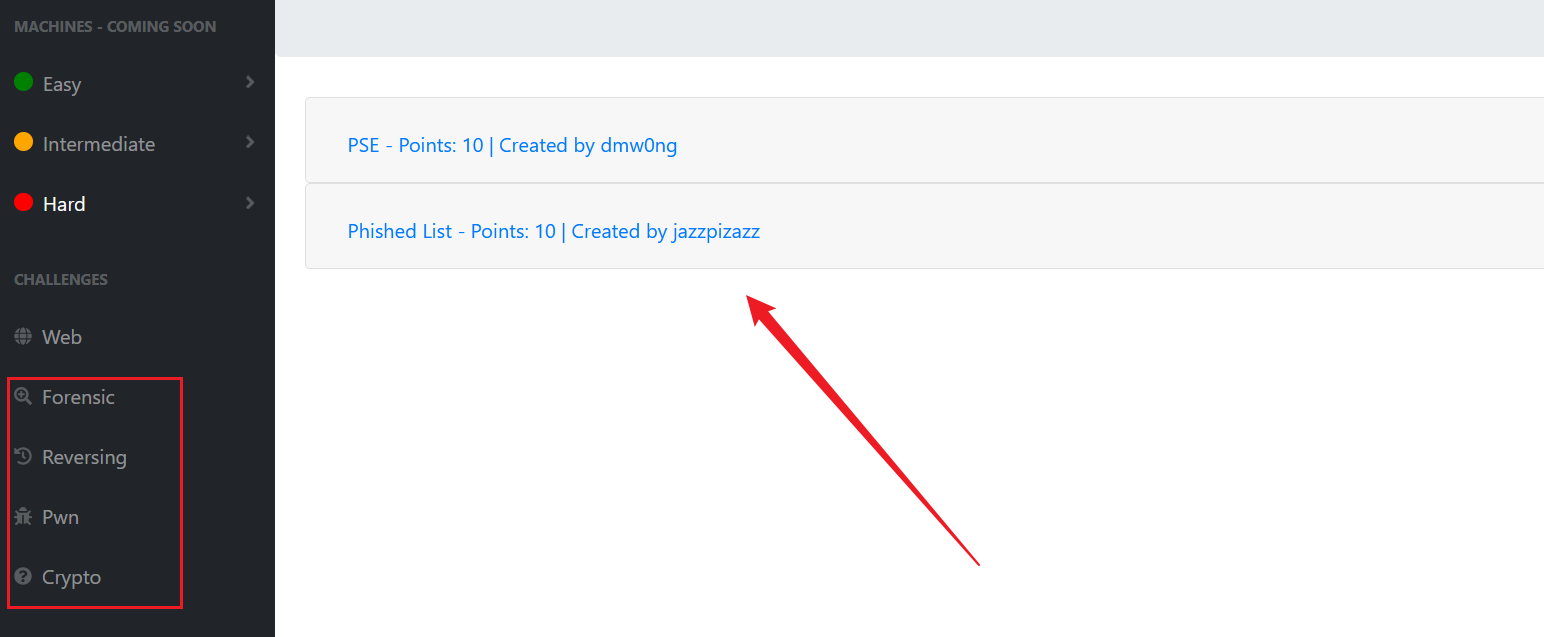 MACHINES - COMING SOON
Easy
Intermediate
Hard
CHALLENGES
Web
Forensic
Reversing
Pwn
Crypto
PSE - Points: 10 | Created by dmw0ng
Phished List - Points: 10 | Created by jazzpizazz